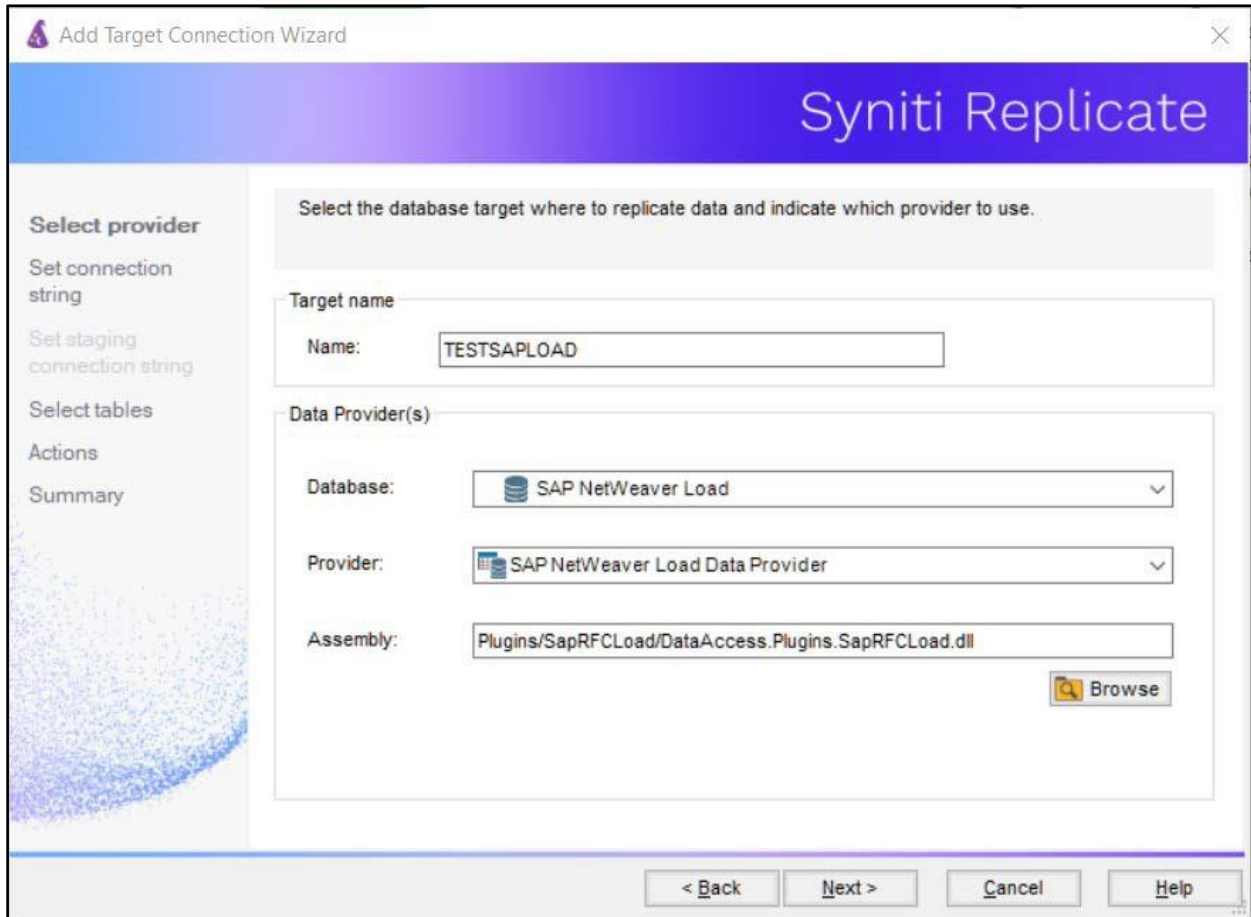 Add Target Connection Wizard
Syniti Replicate
Select provider
Set connection
string
Set staging
connection string
Select tables
Actions
Summary
Select the database target where to replicate data and indicate which provider to use.
Target name
Name:
TESTSAPLOAD
Data Provider(s)
Database:
SAP NetWeaver Load
Provider:
SAP NetWeaver Load Data Provider
Assembly:
Plugins/SapRFCLoad/DataAccess.Plugins.SapRFCLoad.dll
Browse
< Back
Next >
Cancel
Help